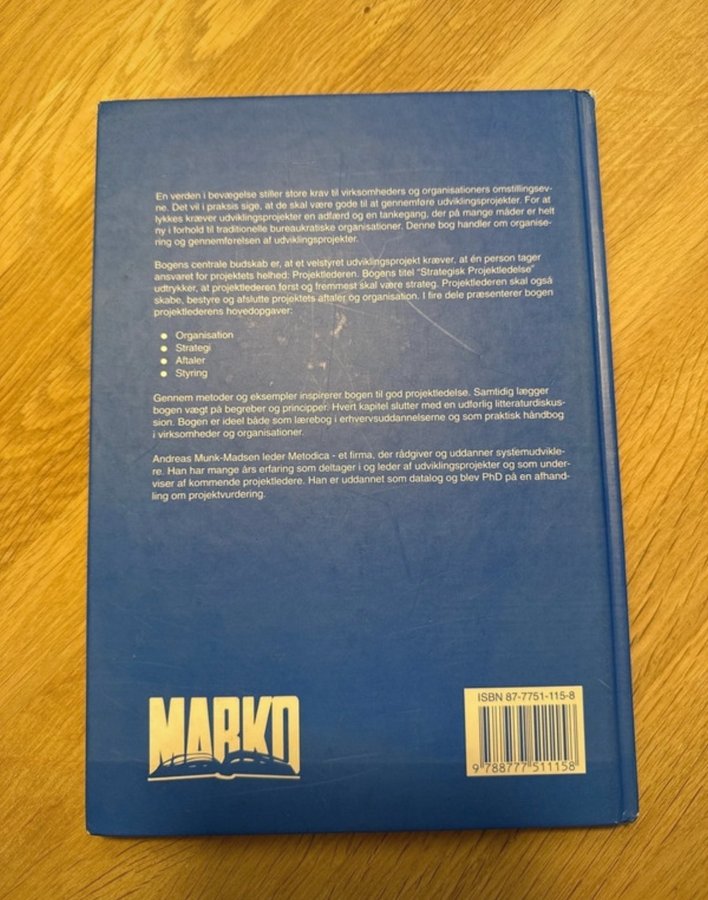 En verden i bevægelse stiller store krav til virksomheders og organisationers omstillingsev-
ne. Det vil i praksis sige, at de skal være gode til at gennemføre udviklingsprojekter. For at
lykkes kræver udviklingsprojekter en adfærd og en tankegang, der på mange måder er helt
ny i forhold til traditionelle bureaukratiske organisationer. Denne bog handler om organise-
ring og gennemførelsen af udviklingsprojekter.
Bogens centrale budskab er, at et velstyret udviklingsprojekt kræver, at én person tager
ansvaret for projektets helhed: Projektlederen. Bogens titel "Strategisk Projektledelse"
udtrykker, at projektlederen først og fremmest skal være strateg. Projektlederen skal også
skabe, bestyre og afslutte projektets aftaler og organisation. I fire dele præsenterer bogen
projektlederens hovedopgaver:
● Organisation
● Strategi
● Aftaler
● Styring
Gennem metoder og eksempler inspirerer bogen til god projektledelse. Samtidig lægger
bogen vægt på begreber og principper. Hvert kapitel slutter med en udførlig litteraturdiskus-
sion. Bogen er ideel både som lærebog i erhvervsuddannelserne og som praktisk håndbog
i virksomheder og organisationer.
Andreas Munk-Madsen leder Metodica - et firma, der rådgiver og uddanner systemudvikle-
re. Han har mange års erfaring som deltager i og leder af udviklingsprojekter og som under-
viser af kommende projektledere. Han er uddannet som datalog og blev PhD på en afhand-
ling om projektvurdering.
MARKO
ISBN 87-7751-115-8
9 788777 511158